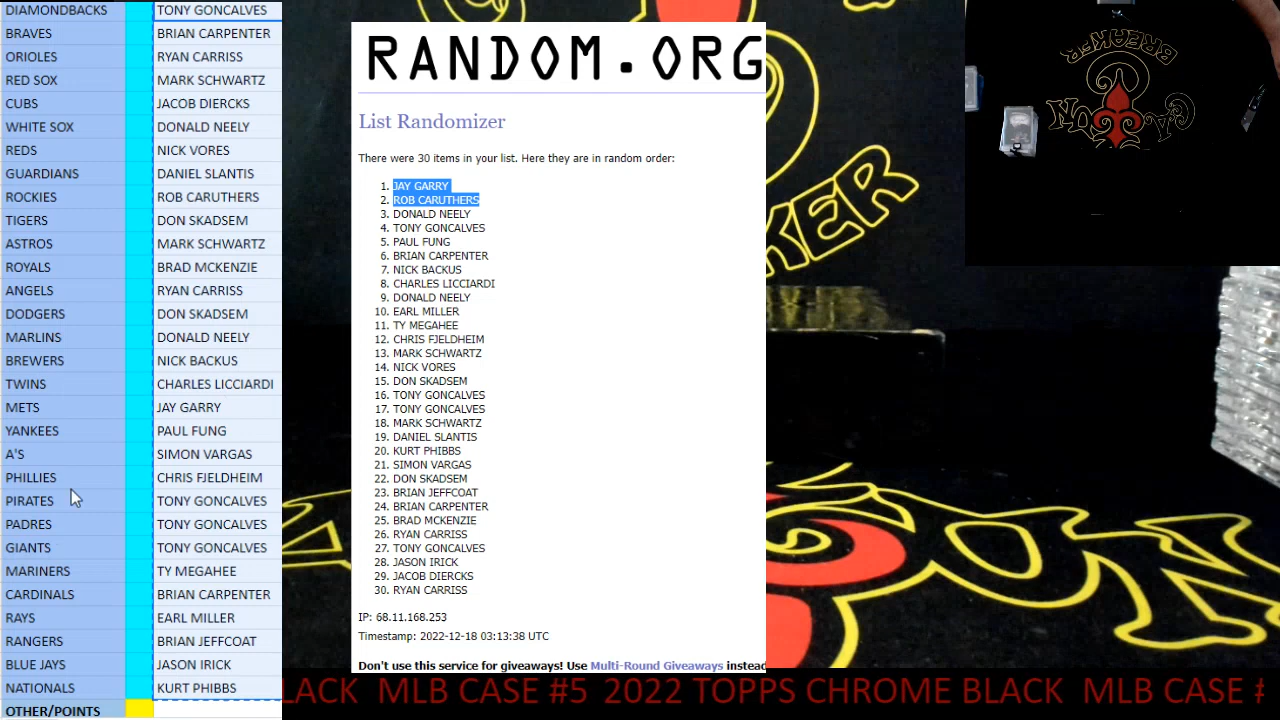 DIAMONDBACKS TONY GONCALVES
BRAVES BRIAN CARPENTER
ORIOLES RYAN CARRISS
RED SOX MARK SCHWARTZ
CUBS JACOB DIERCKS
WHITE SOX DONALD NEELY
REDS NICK VORES
GUARDIANS DANIEL SLANTIS
ROCKIES ROB CARUTHERS
TIGERS DON SKADSEM
ASTROS MARK SCHWARTZ
ROYALS BRAD MCKENZIE
ANGELS RYAN CARRISS
DODGERS DON SKADSEM
MARLINS DONALD NEELY
BREWERS NICK BACKUS
TWINS CHARLES LICCIARDI
METS JAY GARRY
YANKEES PAUL FUNG
A'S SIMON VARGAS
PHILLIES CHRIS FJELDHEIM
PIRATES TONY GONCALVES
PADRES TONY GONCALVES
GIANTS TONY GONCALVES
MARINERS TY MEGAHEE
CARDINALS BRIAN CARPENTER
RAYS EARL MILLER
RANGERS BRIAN JEFFCOAT
BLUE JAYS JASON IRICK
NATIONALS KURT PHIBBS
OTHER/POINTS
RANDOM.ORG
List Randomizer
There were 30 items in your list. Here they are in random order:
1. JAY GARRY
2. ROB CARUTHERS
3. DONALD NEELY
4. TONY GONCALVES
5. PAUL FUNG
6. BRIAN CARPENTER
7. NICK BACKUS
8. CHARLES LICCIARDI
9. DONALD NEELY
10. EARL MILLER
11. TY MEGAHEE
12. CHRIS FJELDHEIM
13. MARK SCHWARTZ
14. NICK VORES
15. DON SKADSEM
16. TONY GONCALVES
17. TONY GONCALVES
18. MARK SCHWARTZ
19. DANIEL SLANTIS
20. KURT PHIBBS
21. SIMON VARGAS
22. DON SKADSEM
23. BRIAN JEFFCOAT
24. BRIAN CARPENTER
25. BRAD MCKENZIE
26. RYAN CARRISS
27. TONY GONCALVES
28. JASON IRICK
29. JACOB DIERCKS
30. RYAN CARRISS
IP: 68.11.168.253
Timestamp: 2022-12-18 03:13:38 UTC
Don't use this service for giveaways! Use Multi-Round Giveaways instead
BREAKER
KER
LACK MLB CASE #5 2022 TOPPS CHROME BLACK MLB CASE #